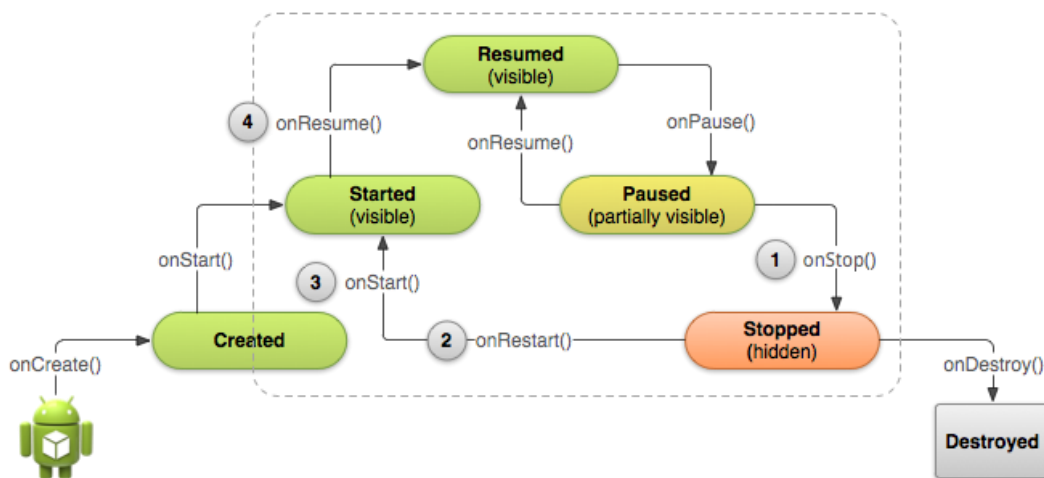 Resumed
(visible)
4
onResume()
onResume()
onPause()
Started
(visible)
Paused
(partially visible)
onStart()
3
onStart()
1
onStop()
Created
2
onRestart()
Stopped
(hidden)
onCreate()
onDestroy()
Destroyed